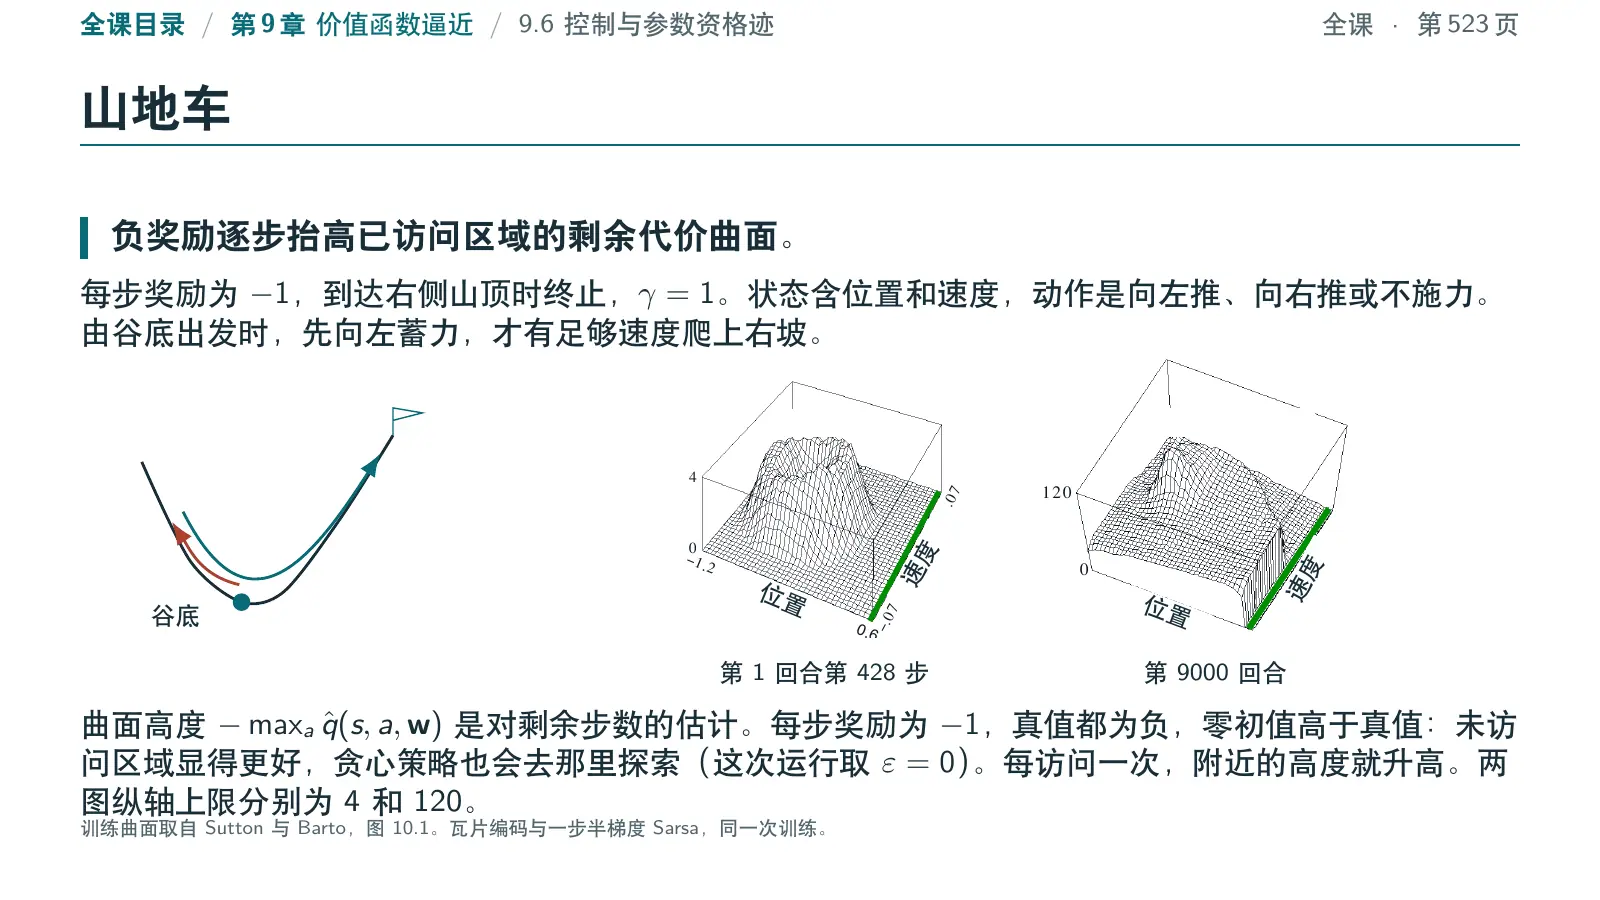 全课目录 / 第 9 章 价值函数逼近 / 9.6 控制与参数资格迹
全课 · 第 523 页
山地车
负奖励逐步抬高已访问区域的剩余代价曲面。
每步奖励为 −1，到达右侧山顶时终止，γ = 1。状态含位置和速度，动作是向左推、向右推或不施力。
由谷底出发时，先向左蓄力，才有足够速度爬上右坡。
谷底
4
0
−1.2
位置
0.6
−.07
速度
.07
第 1 回合第 428 步
120
0
位置
速度
第 9000 回合
曲面高度 − maxₐ q̂(s, a, w) 是对剩余步数的估计。每步奖励为 −1，真值都为负，零初值高于真值：未访
问区域显得更好，贪心策略也会去那里探索（这次运行取 ε = 0）。每访问一次，附近的高度就升高。两
图纵轴上限分别为 4 和 120。
训练曲面取自 Sutton 与 Barto，图 10.1。瓦片编码与一步半梯度 Sarsa，同一次训练。